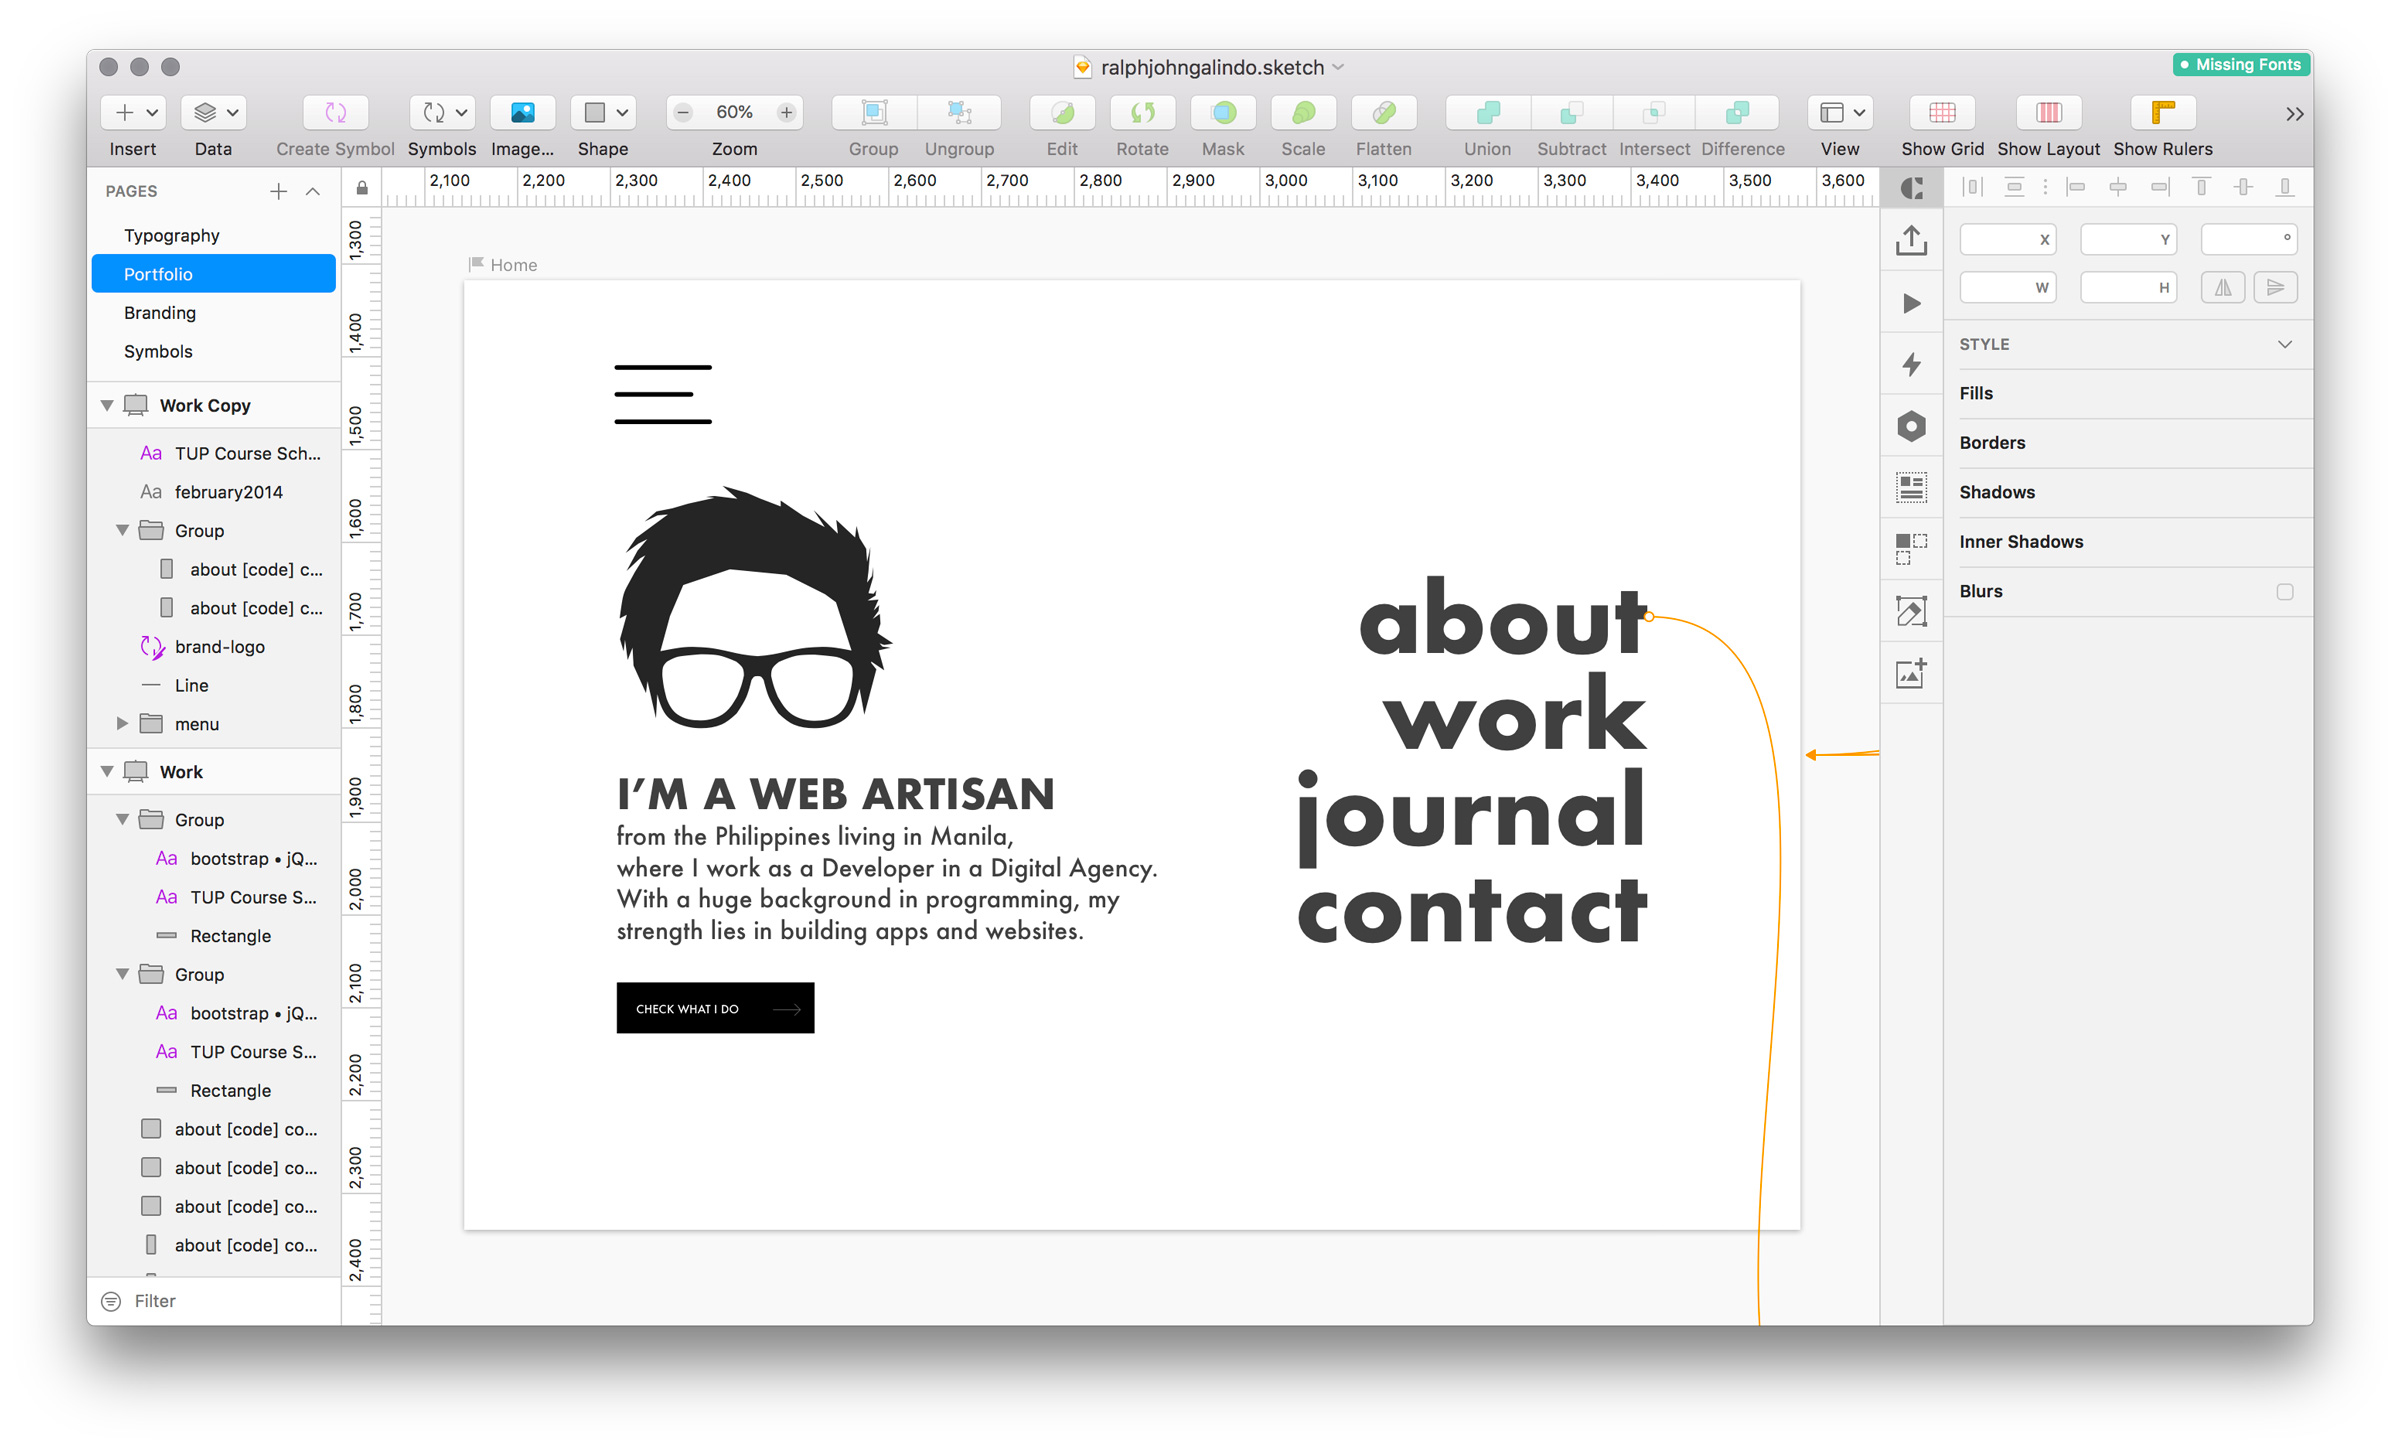 ralphjohngalindo.sketch
Missing Fonts
60%
Insert
Data
Create Symbol
Symbols
Image...
Shape
Zoom
Group
Ungroup
Edit
Rotate
Mask
Scale
Flatten
Union
Subtract
Intersect
Difference
View
Show Grid
Show Layout
Show Rulers
PAGES
Typography
Portfolio
Branding
Symbols
Work Copy
Aa TUP Course Sch...
Aa february2014
Group
about [code] c...
about [code] c...
brand-logo
Line
menu
Work
Group
Aa bootstrap • jQ...
Aa TUP Course S...
Rectangle
Group
Aa bootstrap • jQ...
Aa TUP Course S...
Rectangle
about [code] co...
about [code] co...
about [code] co...
about [code] co...
Filter
2,100 2,200 2,300 2,400 2,500 2,600 2,700 2,800 2,900 3,000 3,100 3,200 3,300 3,400 3,500 3,600
1,300
1,400
1,500
1,600
1,700
1,800
1,900
2,000
2,100
2,200
2,300
2,400
Home
I’M A WEB ARTISAN
from the Philippines living in Manila,
where I work as a Developer in a Digital Agency.
With a huge background in programming, my
strength lies in building apps and websites.
CHECK WHAT I DO
about
work
journal
contact
X
Y
°
W
H
STYLE
Fills
Borders
Shadows
Inner Shadows
Blurs